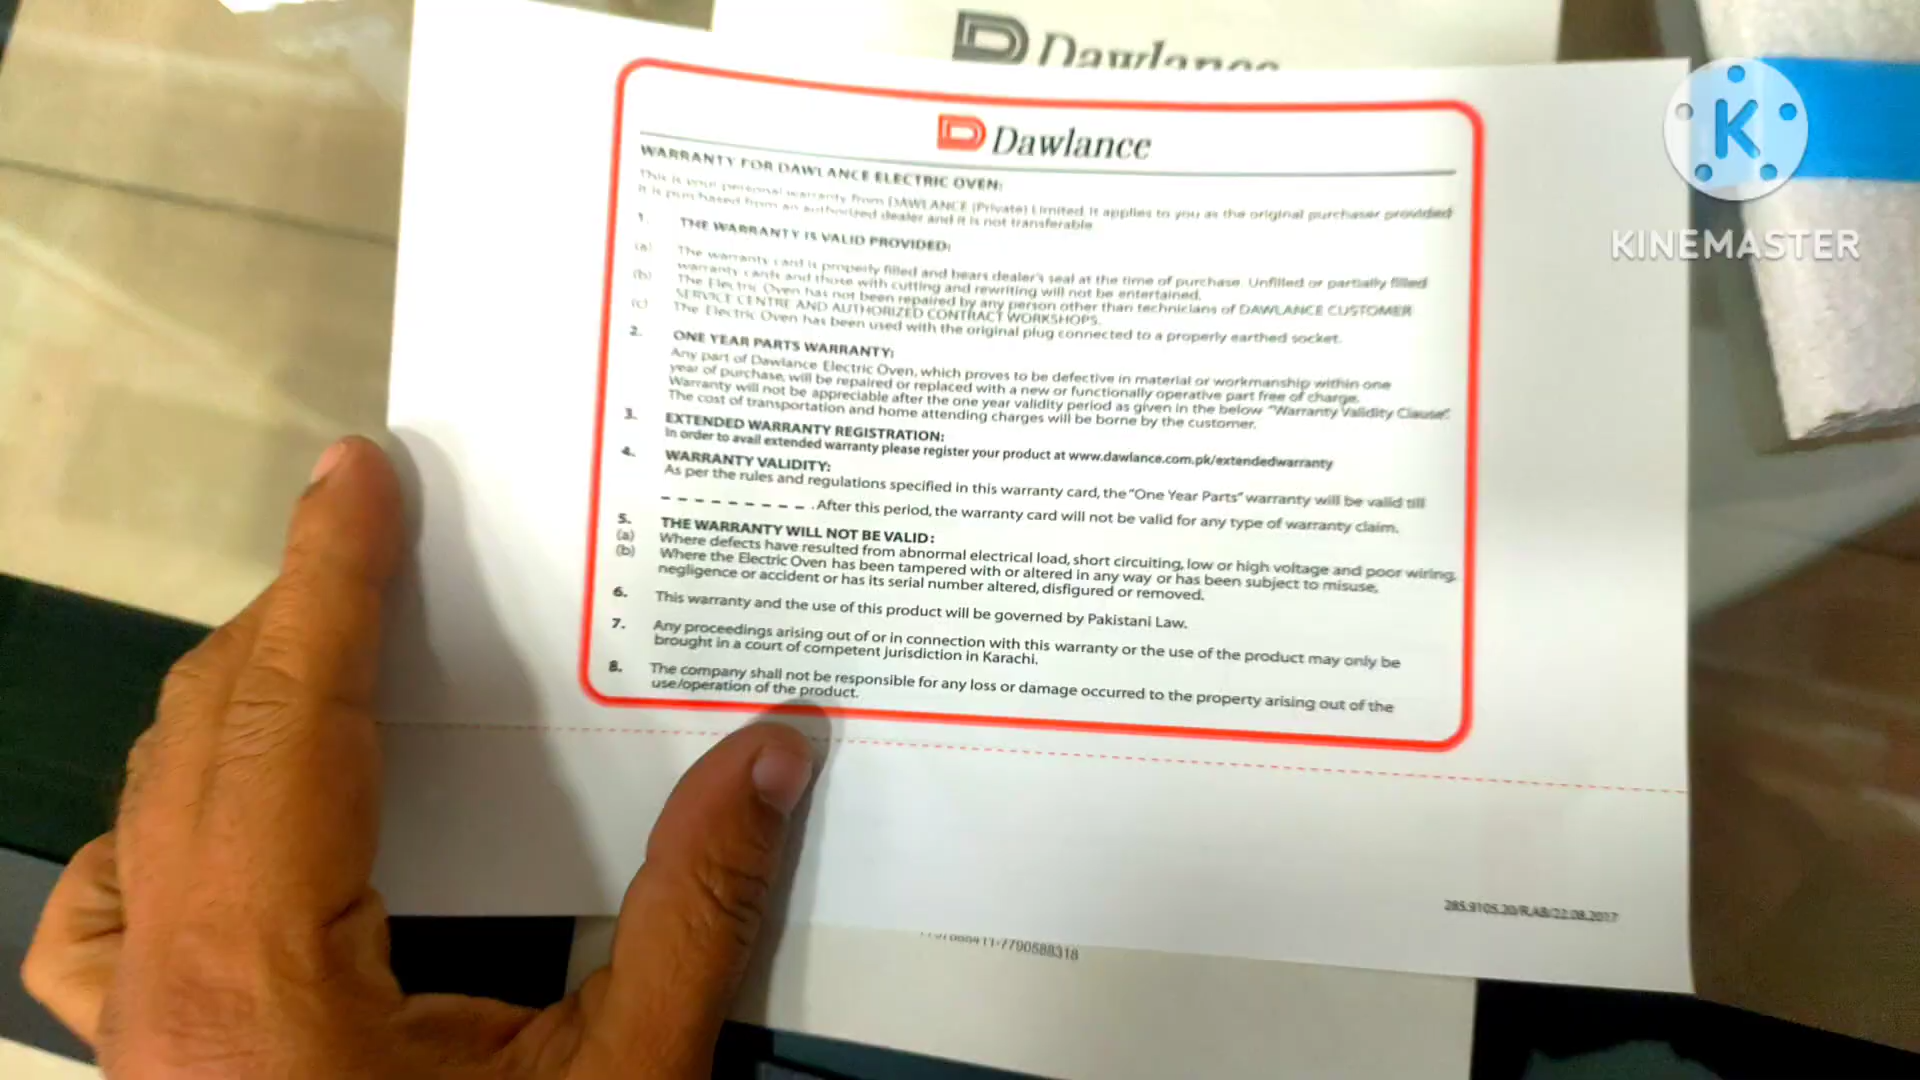 Dawlance
Dawlance
WARRANTY FOR DAWLANCE ELECTRIC OVEN:
This is your personal warranty from DAWLANCE (Private) Limited. It applies to you as the original purchaser provided
it is purchased from an authorized dealer and it is not transferable
1. THE WARRANTY IS VALID PROVIDED:
(a) The warranty card is properly filled and bears dealer's seal at the time of purchase. Unfilled or partially filled
warranty cards and those with cutting and rewriting will not be entertained.
(b) The Electric Oven has not been repaired by any person other than technicians of DAWLANCE CUSTOMER
SERVICE CENTRE AND AUTHORIZED CONTRACT WORKSHOPS.
(c) The Electric Oven has been used with the original plug connected to a properly earthed socket.
2. ONE YEAR PARTS WARRANTY:
Any part of Dawlance Electric Oven, which proves to be defective in material or workmanship within one
year of purchase, will be repaired or replaced with a new or functionally operative part free of charge.
Warranty will not be appreciable after the one year validity period as given in the below "Warranty Validity Clause".
The cost of transportation and home attending charges will be borne by the customer.
3. EXTENDED WARRANTY REGISTRATION:
In order to avail extended warranty please register your product at www.dawlance.com.pk/extendedwarranty
4. WARRANTY VALIDITY:
As per the rules and regulations specified in this warranty card, the "One Year Parts" warranty will be valid till
_ _ _ _ _ _ _ _ _ . After this period, the warranty card will not be valid for any type of warranty claim.
5. THE WARRANTY WILL NOT BE VALID:
(a) Where defects have resulted from abnormal electrical load, short circuiting, low or high voltage and poor wiring.
(b) Where the Electric Oven has been tampered with or altered in any way or has been subject to misuse,
negligence or accident or has its serial number altered, disfigured or removed.
6. This warranty and the use of this product will be governed by Pakistani Law.
7. Any proceedings arising out of or in connection with this warranty or the use of the product may only be
brought in a court of competent Jurisdiction in Karachi.
8. The company shall not be responsible for any loss or damage occurred to the property arising out of the
use/operation of the product.
285.9105.20/R.AB/22.08.2017
K
KINEMASTER